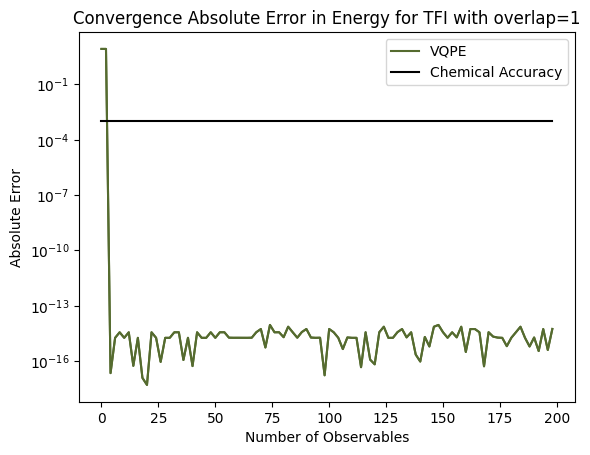 Convergence Absolute Error in Energy for TFI with overlap=1
VQPE
Chemical Accuracy
Absolute Error
10⁻¹
10⁻⁴
10⁻⁷
10⁻¹⁰
10⁻¹³
10⁻¹⁶
0 25 50 75 100 125 150 175 200
Number of Observables